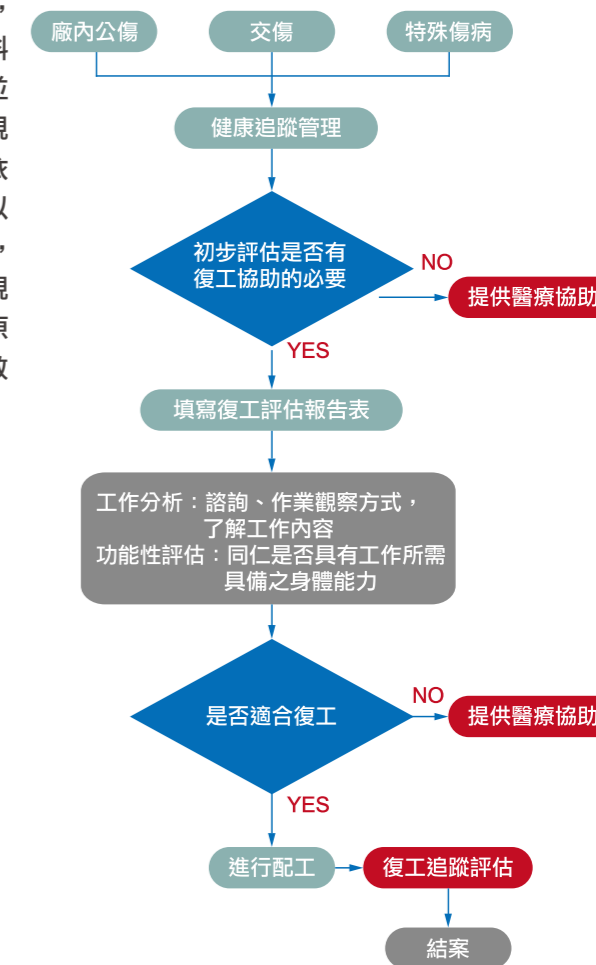 廠內公傷
交傷
特殊傷病
健康追蹤管理
初步評估是否有
復工協助的必要
NO
提供醫療協助
YES
填寫復工評估報告表
工作分析：諮詢、作業觀察方式，
了解工作內容
功能性評估：同仁是否具有工作所需
具備之身體能力
是否適合復工
NO
提供醫療協助
YES
進行配工
復工追蹤評估
結案